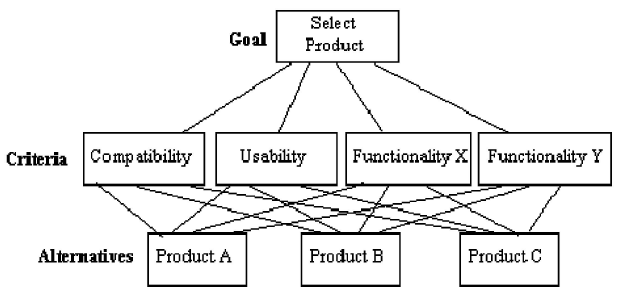 Goal
Select
Product
Criteria
Compatibility
Usability
Functionality X
Functionality Y
Alternatives
Product A
Product B
Product C